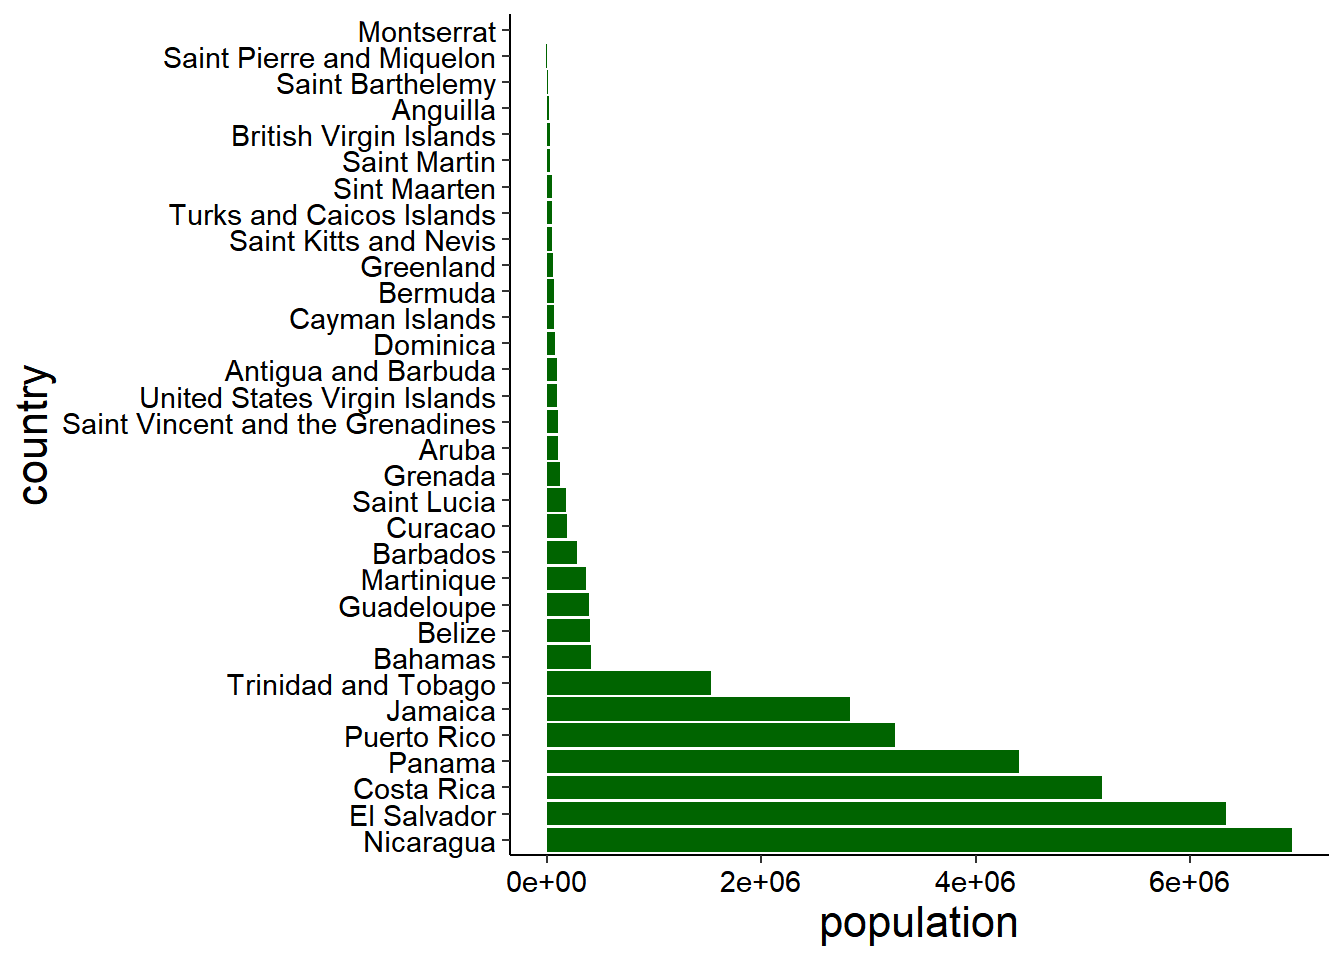 Montserrat
Saint Pierre and Miquelon
Saint Barthelemy
Anguilla
British Virgin Islands
Saint Martin
Sint Maarten
Turks and Caicos Islands
Saint Kitts and Nevis
Greenland
Bermuda
Cayman Islands
Dominica
Antigua and Barbuda
United States Virgin Islands
Saint Vincent and the Grenadines
Aruba
Grenada
Saint Lucia
Curacao
Barbados
Martinique
Guadeloupe
Belize
Bahamas
Trinidad and Tobago
Jamaica
Puerto Rico
Panama
Costa Rica
El Salvador
Nicaragua
country
0e+00 2e+06 4e+06 6e+06
population